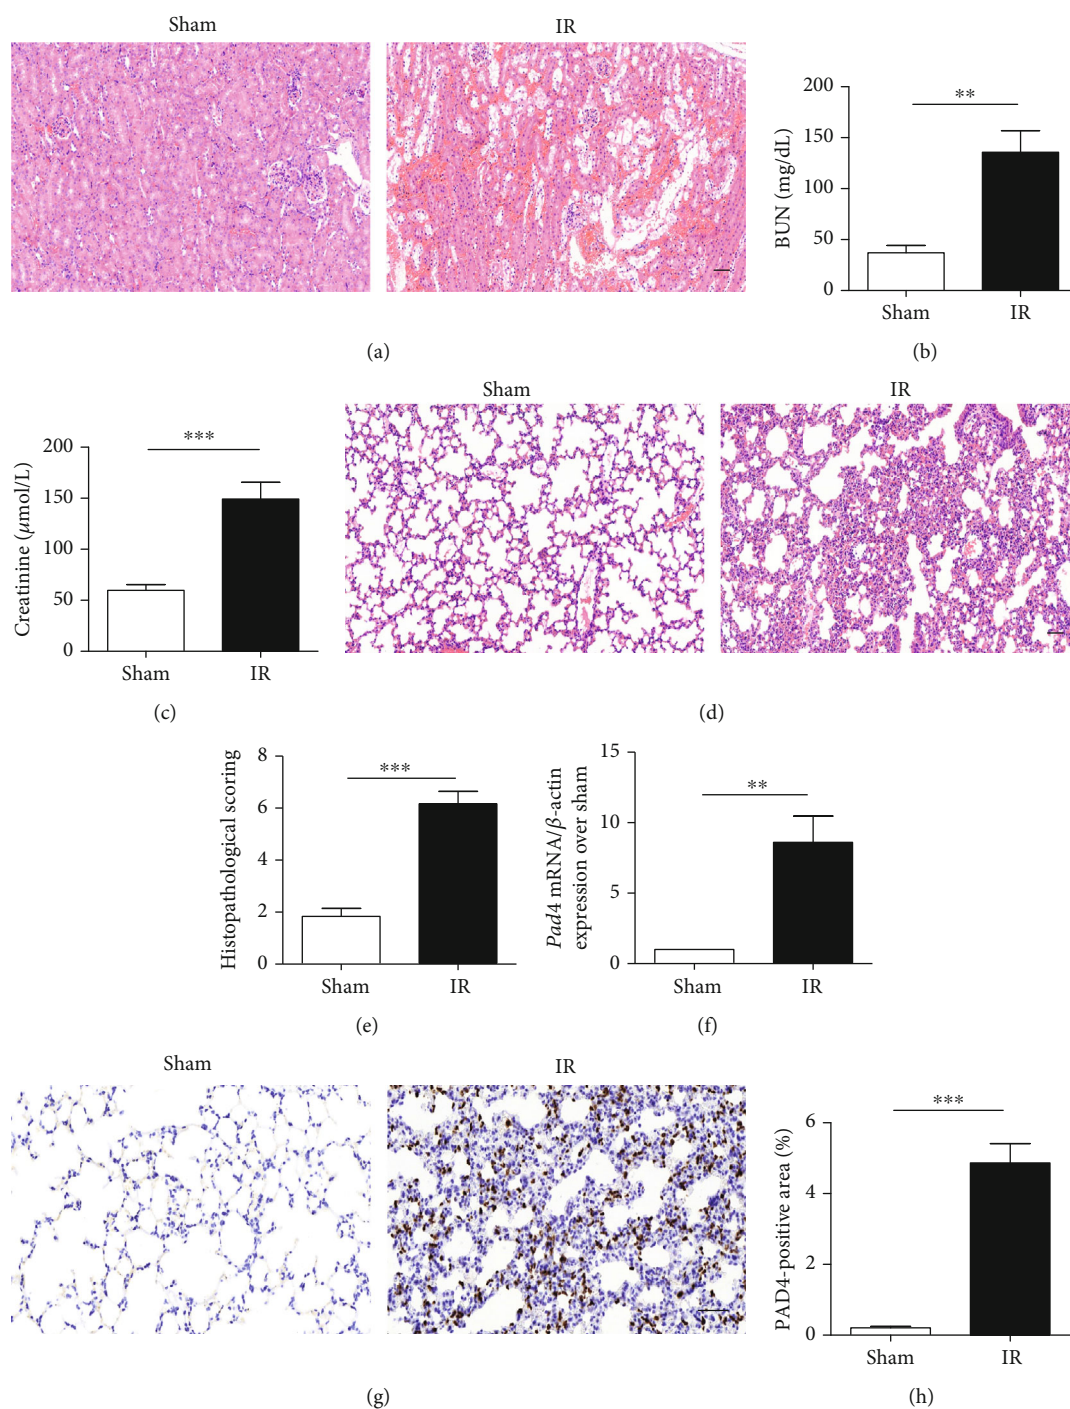 Sham
IR
(a)
200
150
100
50
0
BUN (mg/dL)
**
Sham
IR
(b)
200
150
100
50
0
Creatinine (μmol/L)
***
Sham
IR
(c)
Sham
IR
(d)
8
6
4
2
0
Histopathological scoring
***
Sham
IR
(e)
15
10
5
0
Pad4 mRNA/β-actin
expression over sham
**
Sham
IR
(f)
Sham
IR
(g)
6
4
2
0
PAD4-positive area (%)
***
Sham
IR
(h)